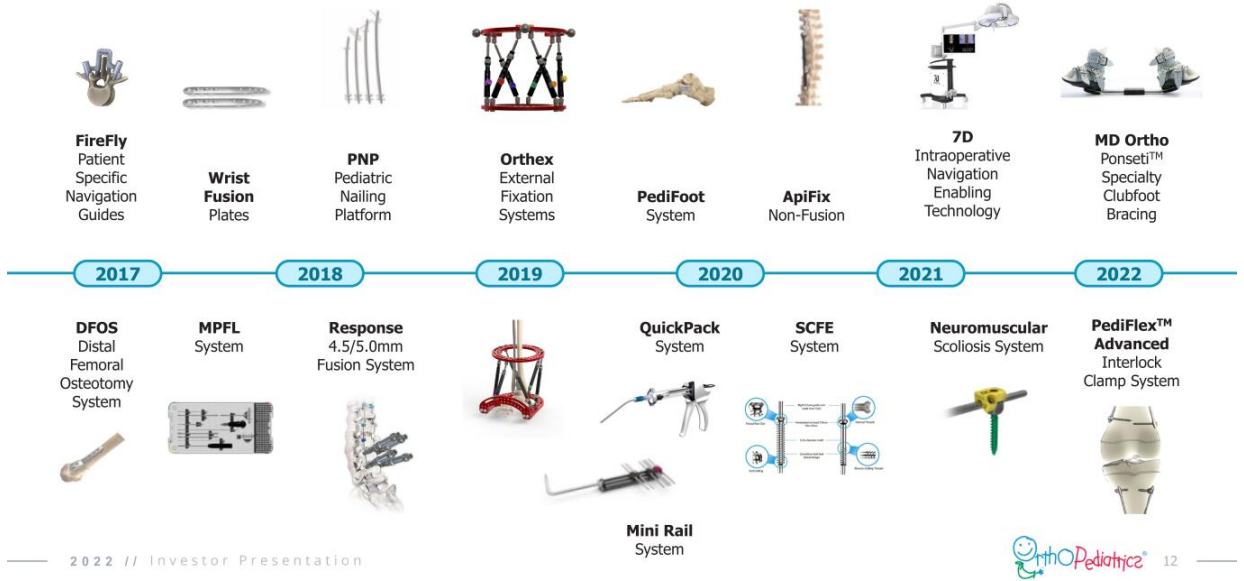 FireFly
Patient
Specific
Navigation
Guides
Wrist
Fusion
Plates
PNP
Pediatric
Nailing
Platform
Orthex
External
Fixation
Systems
PediFoot
System
ApiFix
Non-Fusion
7D
Intraoperative
Navigation
Enabling
Technology
MD Ortho
Ponseti™
Specialty
Clubfoot
Bracing
2017
2018
2019
2020
2021
2022
DFOS
Distal
Femoral
Osteotomy
System
MPFL
System
Response
4.5/5.0mm
Fusion System
QuickPack
System
SCFE
System
Neuromuscular
Scoliosis System
PediFlex™
Advanced
Interlock
Clamp System
Mini Rail
System
2022 // Investor Presentation
OrthOPediatrics®
12